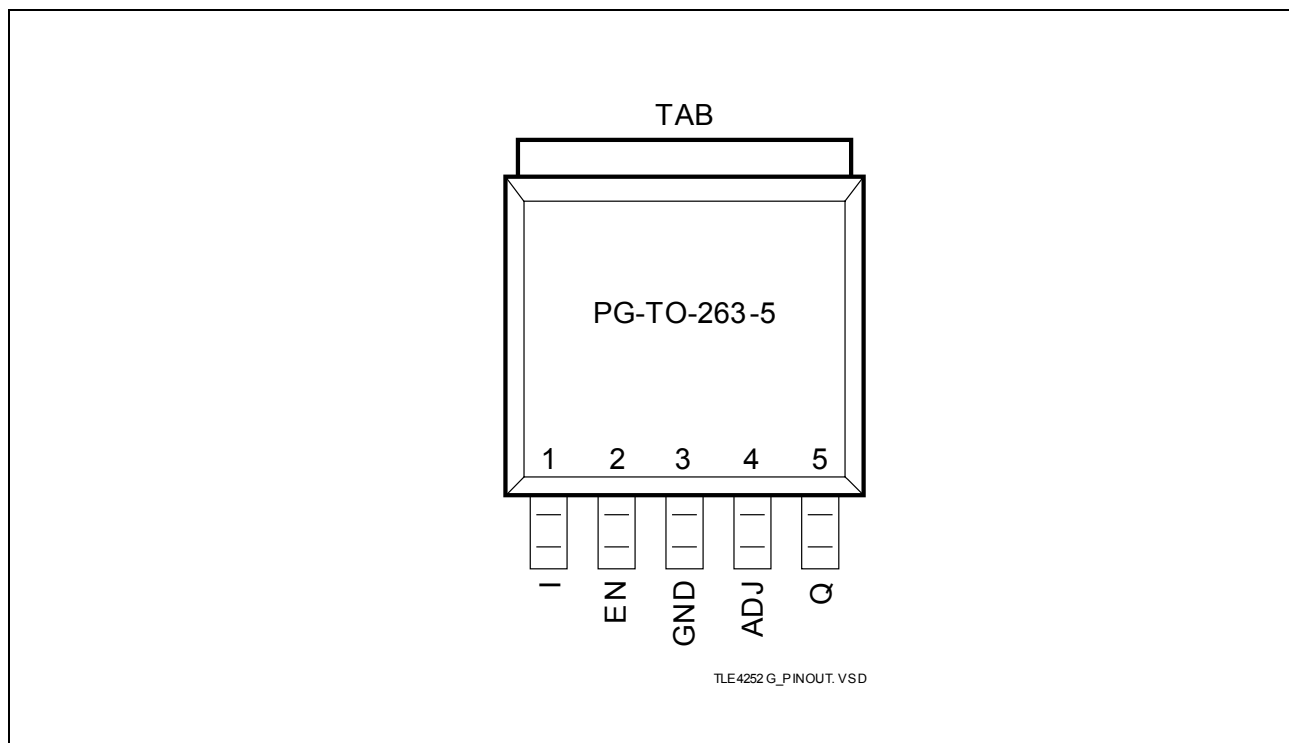 TAB
PG-TO-263-5
1 2 3 4 5
I EN GND ADJ Q
TLE4252G_PINOUT.VSD